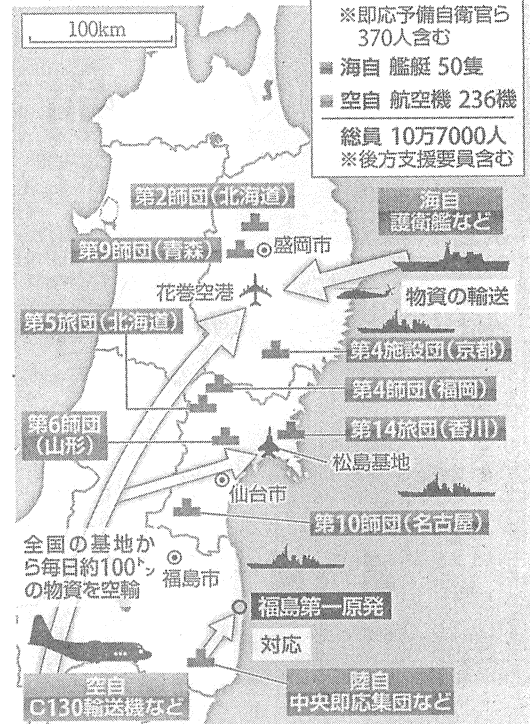 100km
※即応予備自衛官ら
370人含む
■ 海自 艦艇 50隻
■ 空自 航空機 236機
総員 10万7000人
※後方支援要員含む
第2師団(北海道)
海自
護衛艦など
第9師団(青森)
盛岡市
花巻空港
物資の輸送
第5旅団(北海道)
第4施設団(京都)
第4師団(福岡)
第6師団
(山形)
第14旅団(香川)
松島基地
仙台市
第10師団(名古屋)
全国の基地か
ら毎日約100㌧
の物資を空輸
福島市
福島第一原発
対応
空自
C130輸送機など
陸自
中央即応集団など